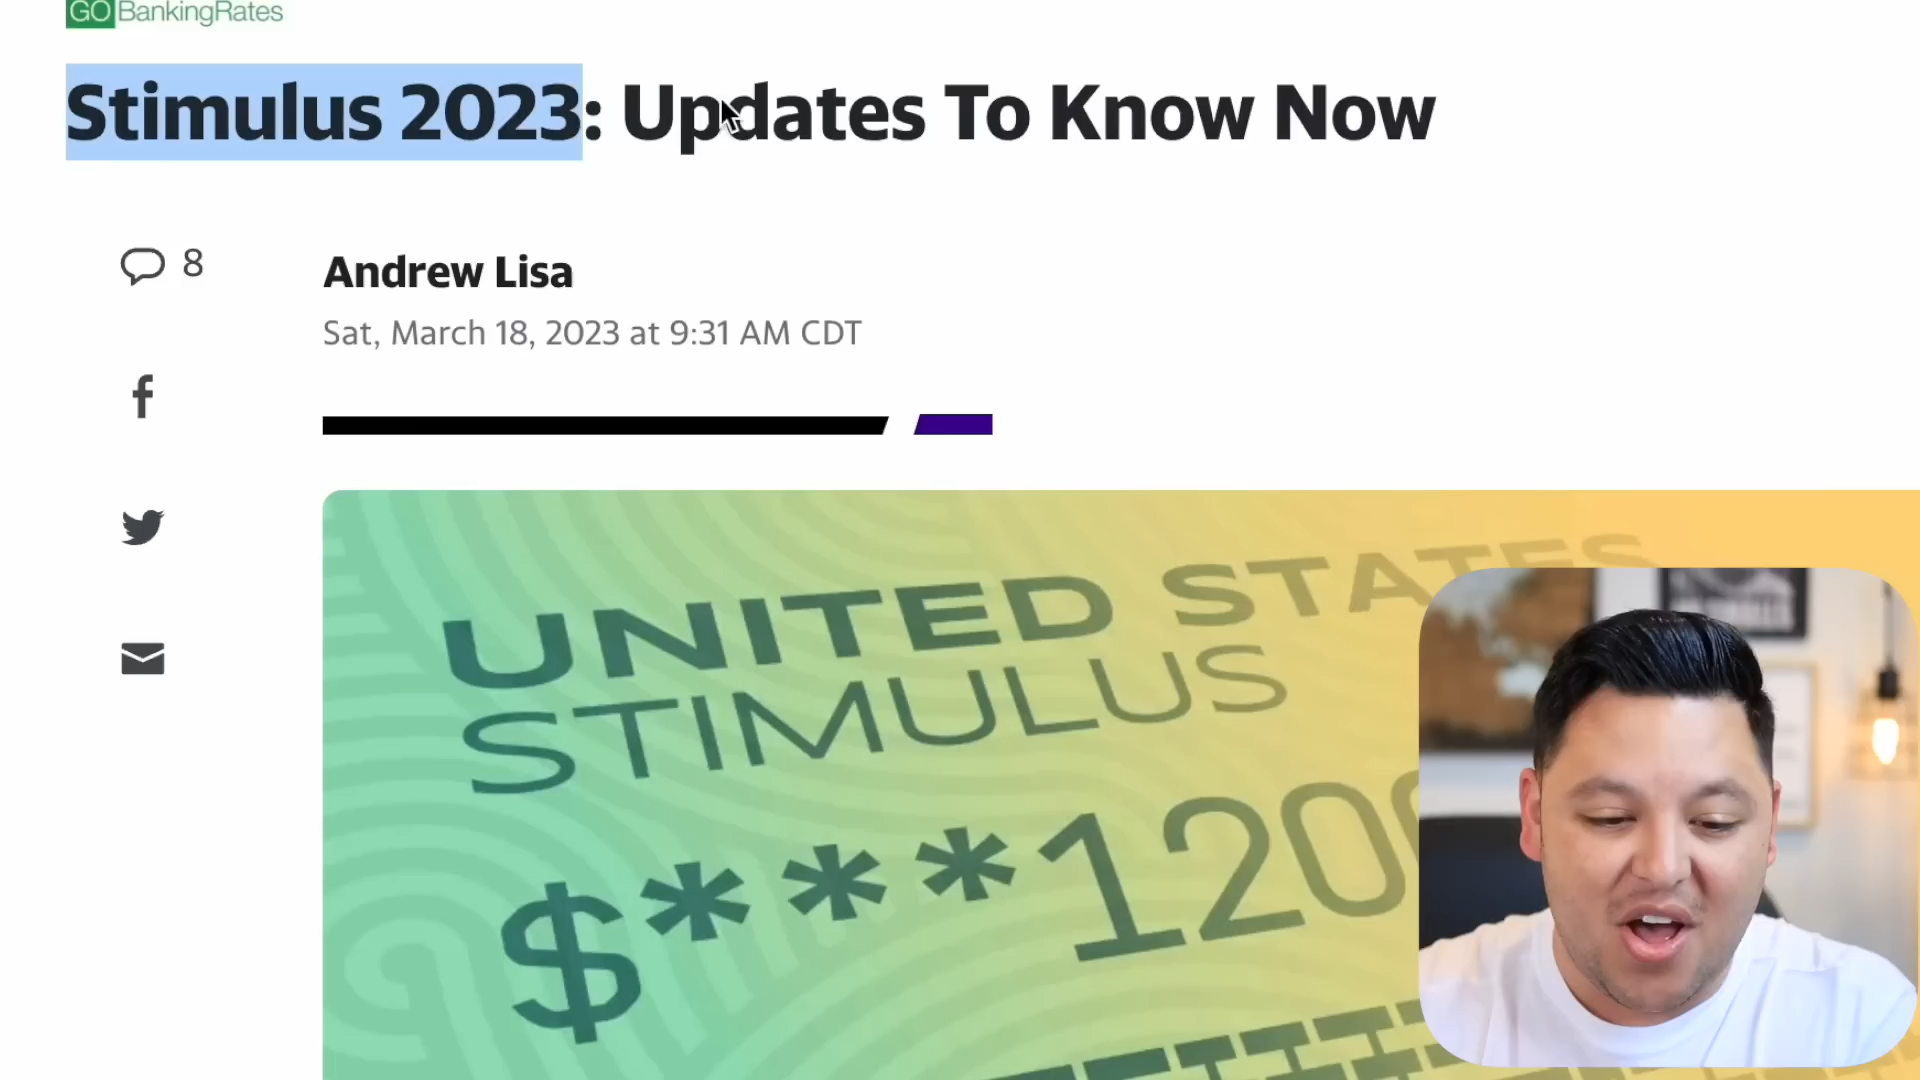 GOBankingRates
Stimulus 2023: Updates To Know Now
8
Andrew Lisa
Sat, March 18, 2023 at 9:31 AM CDT
UNITED STATES
STIMULUS
$***120